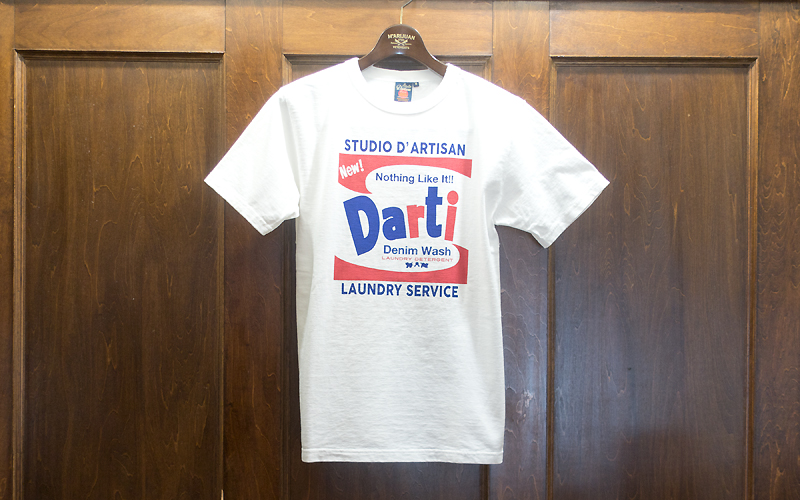 STUDIO D'ARTISAN
New!
Nothing Like It!!
Darti
Denim Wash
LAUNDRY DETERGENT
LAUNDRY SERVICE